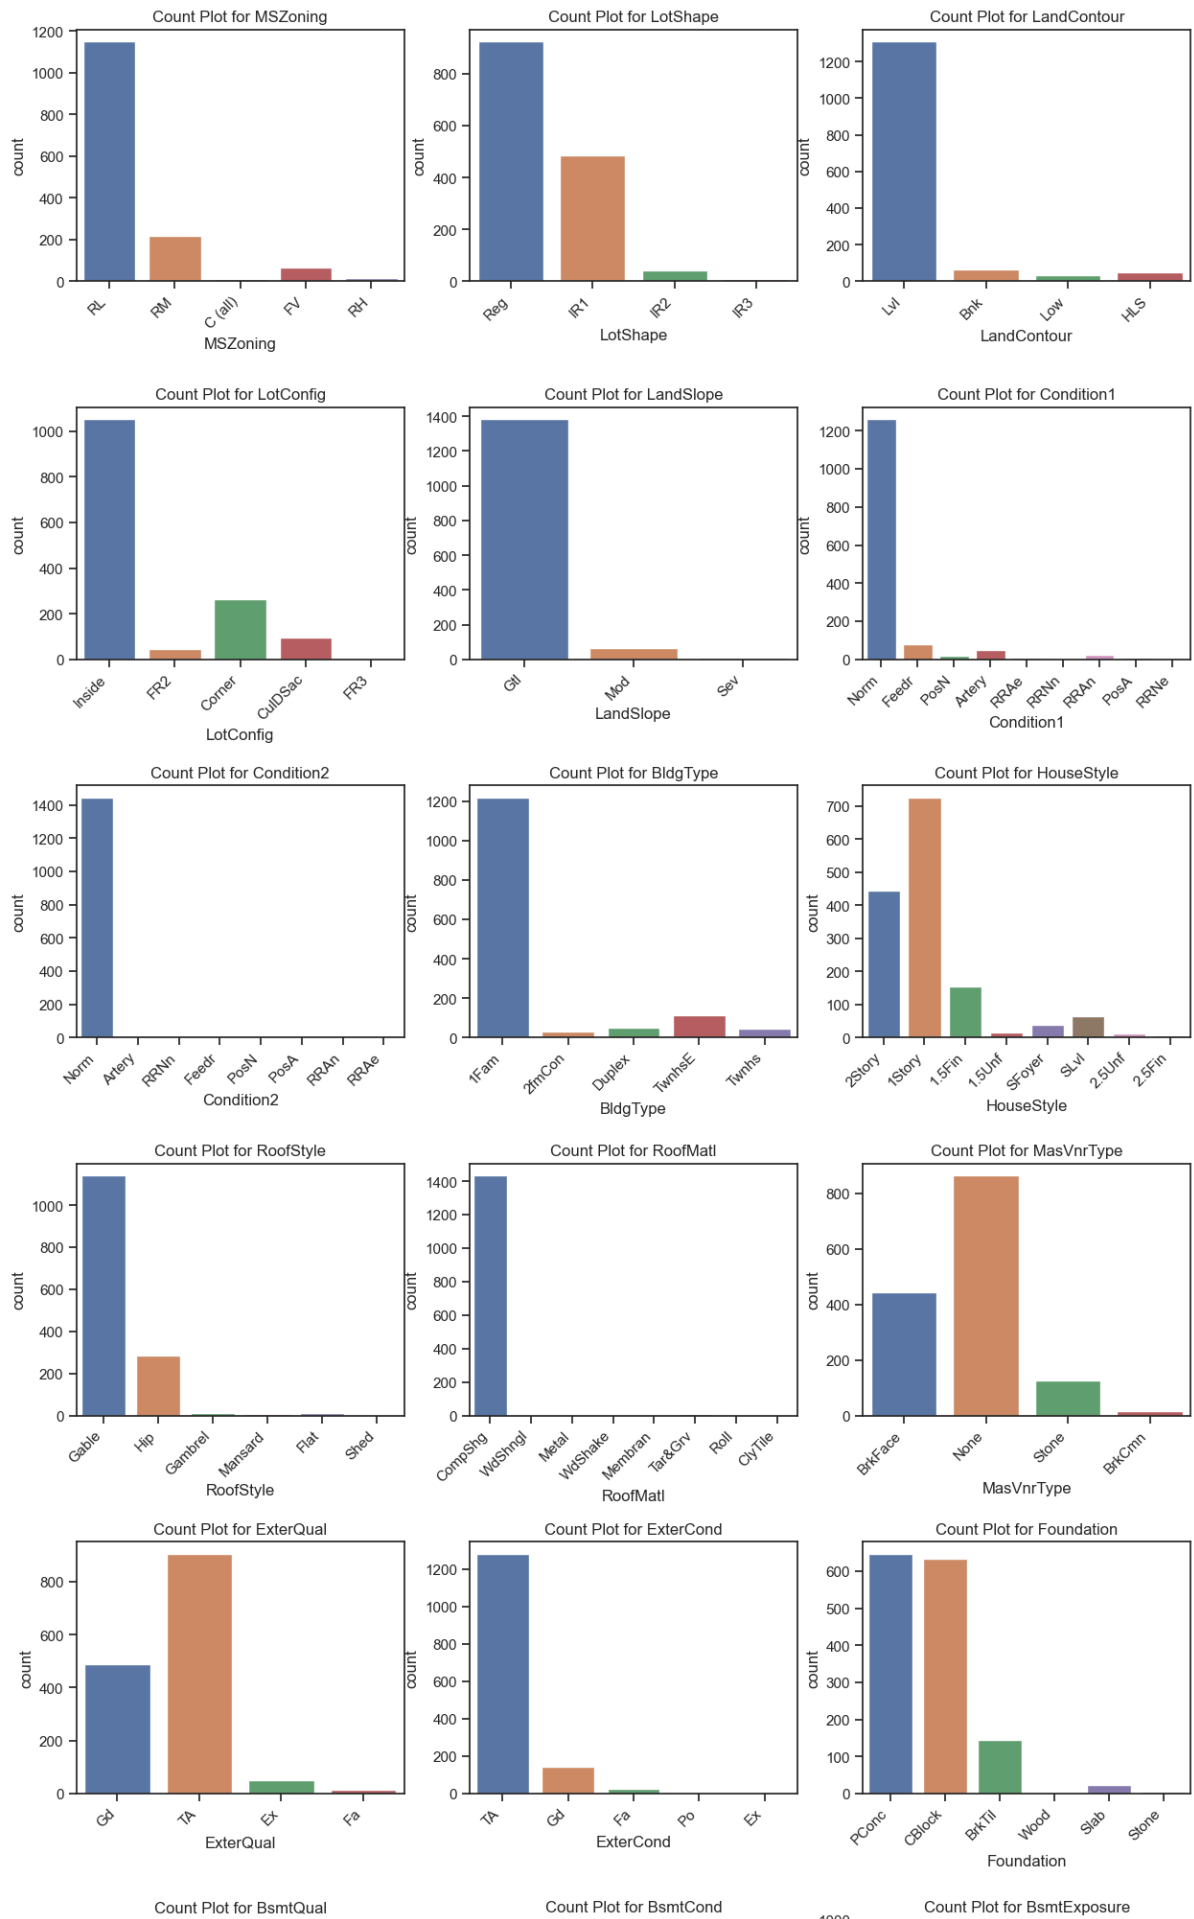 Count Plot for MSZoning
1200
1000
800
600
400
200
0
count
RL
RM
C (all)
FV
RH
MSZoning
Count Plot for LotShape
800
600
400
200
0
count
Reg
IR1
IR2
IR3
LotShape
Count Plot for LandContour
1200
1000
800
600
400
200
0
count
Lvl
Bnk
Low
HLS
LandContour
Count Plot for LotConfig
1000
800
600
400
200
0
count
Inside
FR2
Corner
CulDSac
FR3
LotConfig
Count Plot for LandSlope
1400
1200
1000
800
600
400
200
0
count
Gtl
Mod
Sev
LandSlope
Count Plot for Condition1
1200
1000
800
600
400
200
0
count
Norm
Feedr
PosN
Artery
RRAe
RRNn
RRAn
PosA
RRNe
Condition1
Count Plot for Condition2
1400
1200
1000
800
600
400
200
0
count
Norm
Artery
RRNn
Feedr
PosN
PosA
RRAn
RRAe
Condition2
Count Plot for BldgType
1200
1000
800
600
400
200
0
count
1Fam
2fmCon
Duplex
TwnhsE
Twnhs
BldgType
Count Plot for HouseStyle
700
600
500
400
300
200
100
0
count
2Story
1Story
1.5Fin
1.5Unf
SFoyer
SLvl
2.5Unf
2.5Fin
HouseStyle
Count Plot for RoofStyle
1000
800
600
400
200
0
count
Gable
Hip
Gambrel
Mansard
Flat
Shed
RoofStyle
Count Plot for RoofMatl
1400
1200
1000
800
600
400
200
0
count
CompShg
WdShngl
Metal
WdShake
Membran
Tar&Grv
Roll
ClyTile
RoofMatl
Count Plot for MasVnrType
800
600
400
200
0
count
BrkFace
None
Stone
BrkCmn
MasVnrType
Count Plot for ExterQual
800
600
400
200
0
count
Gd
TA
Ex
Fa
ExterQual
Count Plot for ExterCond
1200
1000
800
600
400
200
0
count
TA
Gd
Fa
Po
Ex
ExterCond
Count Plot for Foundation
600
500
400
300
200
100
0
count
PConc
CBlock
BrkTil
Wood
Slab
Stone
Foundation
Count Plot for BsmtQual
Count Plot for BsmtCond
Count Plot for BsmtExposure